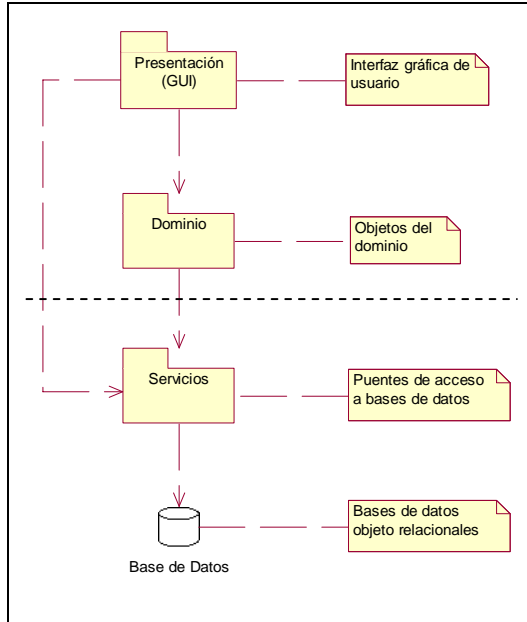 Presentación
(GUI)
Interfaz gráfica de
usuario
Dominio
Objetos del
dominio
Servicios
Puentes de acceso
a bases de datos
Bases de datos
objeto relacionales
Base de Datos